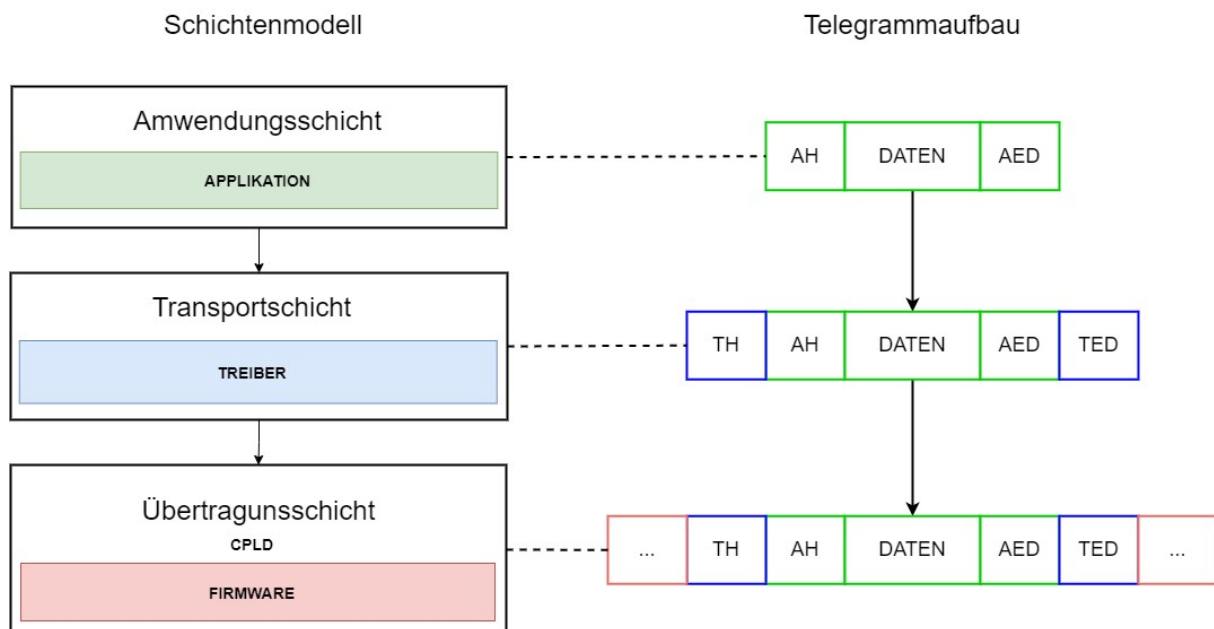 Schichtenmodell
Telegrammaufbau
Amwendungsschicht
APPLIKATION
AH DATEN AED
Transportschicht
TREIBER
TH AH DATEN AED TED
Übertragunsschicht
CPLD
FIRMWARE
... TH AH DATEN AED TED ...